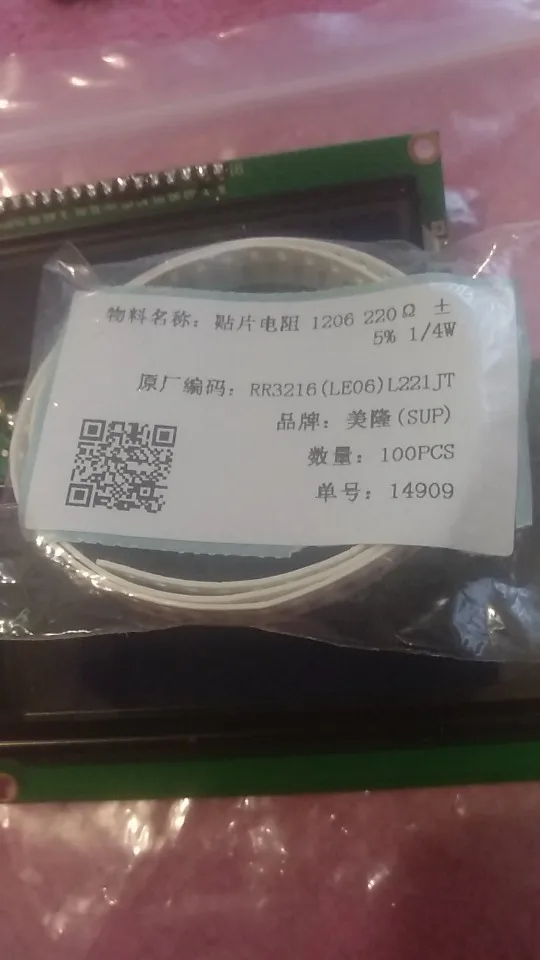 物料名称: 贴片电阻 1206 220Ω ±
5% 1/4W
原厂编码: RR3216(LE06)L221JT
品牌: 美隆(SUP)
数量: 100PCS
单号: 14909